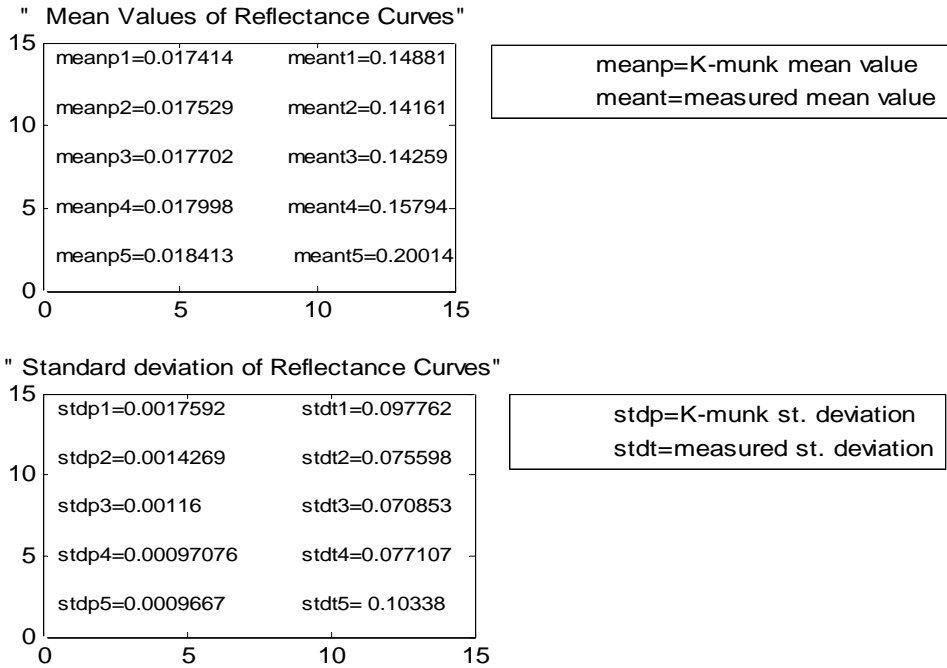 "  Mean Values of Reflectance Curves"
15
meanp1=0.017414 meant1=0.14881
meanp2=0.017529 meant2=0.14161
10
meanp3=0.017702 meant3=0.14259
5
meanp4=0.017998 meant4=0.15794
meanp5=0.018413 meant5=0.20014
0
0 5 10 15
meanp=K-munk mean value
meant=measured mean value
" Standard deviation of Reflectance Curves"
15
stdp1=0.0017592 stdt1=0.097762
stdp2=0.0014269 stdt2=0.075598
10
stdp3=0.00116 stdt3=0.070853
5
stdp4=0.00097076 stdt4=0.077107
stdp5=0.0009667 stdt5= 0.10338
0
0 5 10 15
stdp=K-munk st. deviation
stdt=measured st. deviation